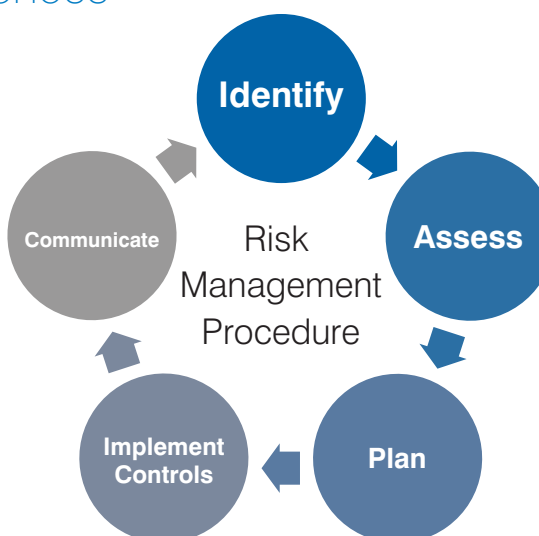 Identify
Assess
Plan
Implement
Controls
Communicate
Risk
Management
Procedure